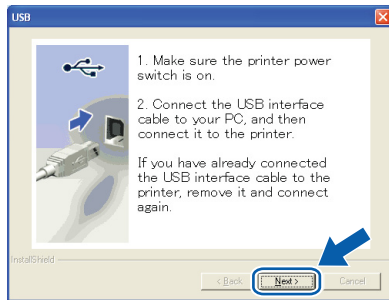 USB
1. Make sure the printer power
switch is on.
2. Connect the USB interface
cable to your PC, and then
connect it to the printer.
If you have already connected
the USB interface cable to the
printer, remove it and connect
again.
InstallShield
< Back Next > Cancel